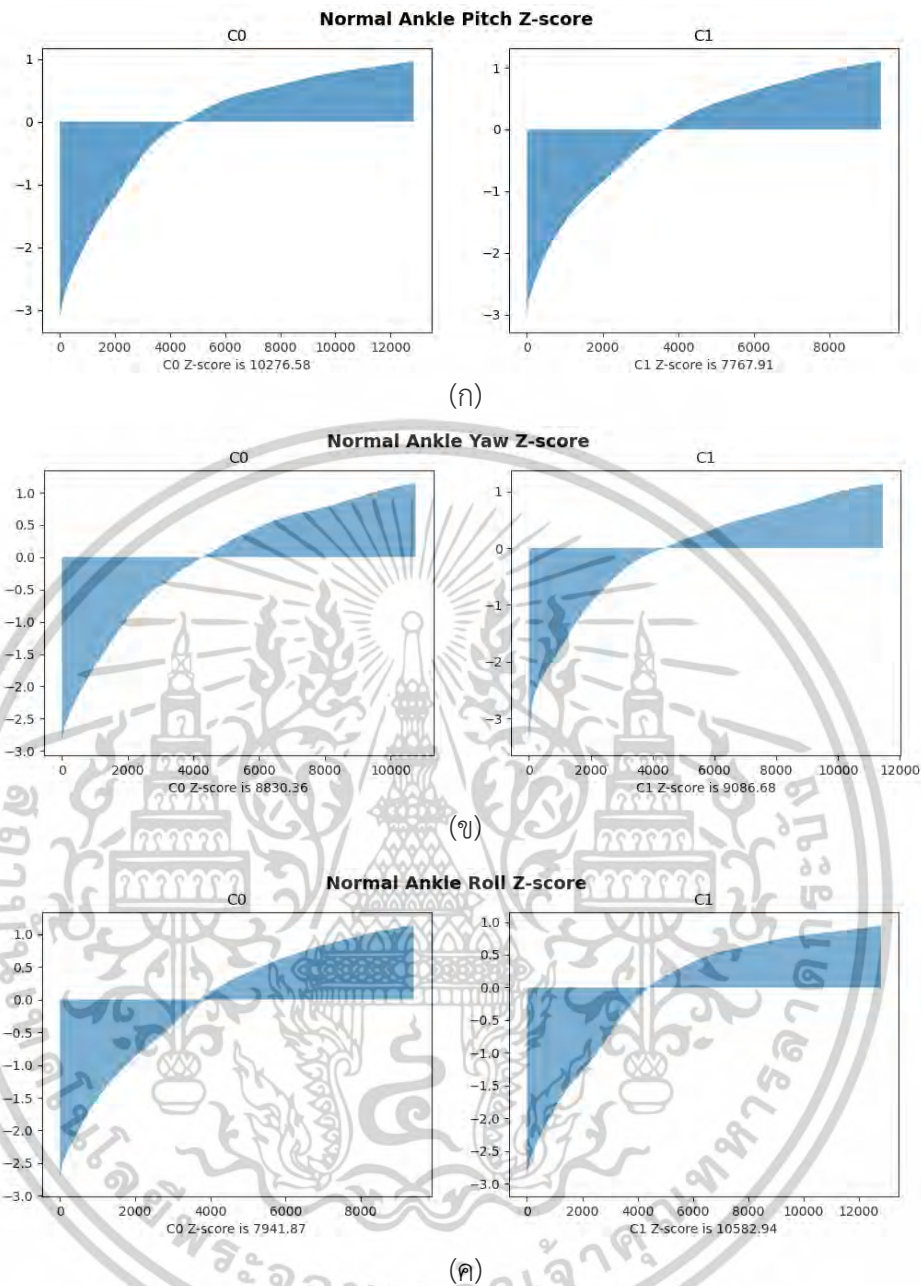 Normal Ankle Pitch Z-score
C0
C1
1
0
−1
−2
−3
0 2000 4000 6000 8000 10000 12000
C0 Z-score is 10276.58
1
0
−1
−2
−3
0 2000 4000 6000 8000
C1 Z-score is 7767.91
(ก)
Normal Ankle Yaw Z-score
C0
C1
1.0
0.5
0.0
−0.5
−1.0
−1.5
−2.0
−2.5
−3.0
0 2000 4000 6000 8000 10000
C0 Z-score is 8830.36
1
0
−1
−2
−3
0 2000 4000 6000 8000 10000 12000
C1 Z-score is 9086.68
(ข)
Normal Ankle Roll Z-score
C0
C1
1.0
0.5
0.0
−0.5
−1.0
−1.5
−2.0
−2.5
−3.0
0 2000 4000 6000 8000
C0 Z-score is 7941.87
1.0
0.5
0.0
−0.5
−1.0
−1.5
−2.0
−2.5
−3.0
0 2000 4000 6000 8000 10000 12000
C1 Z-score is 10582.94
(ค)